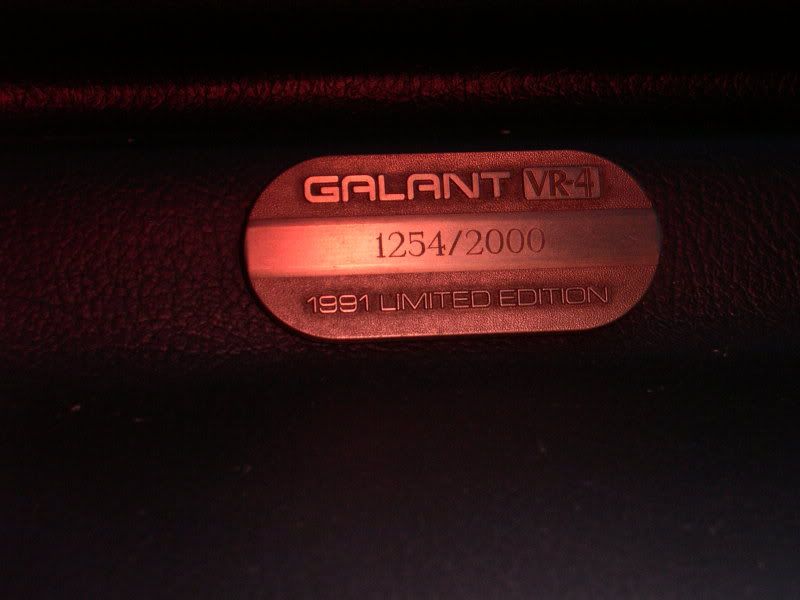 GALANT VR-4
1254/2000
1991 LIMITED EDITION